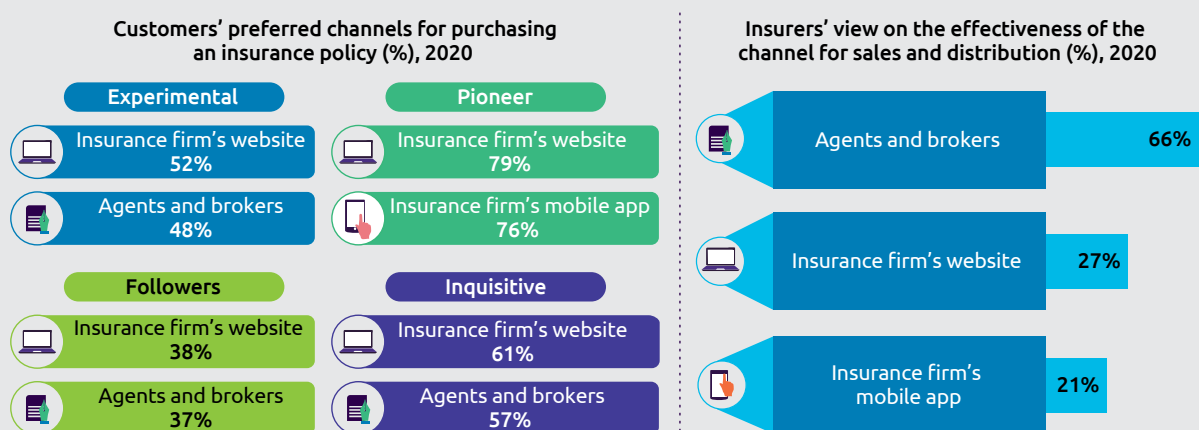 Customers' preferred channels for purchasing
an insurance policy (%), 2020
Experimental
Insurance firm's website
52%
Agents and brokers
48%
Pioneer
Insurance firm's website
79%
Insurance firm's mobile app
76%
Followers
Insurance firm's website
38%
Agents and brokers
37%
Inquisitive
Insurance firm's website
61%
Agents and brokers
57%
Insurers' view on the effectiveness of the
channel for sales and distribution (%), 2020
Agents and brokers
66%
Insurance firm's website
27%
Insurance firm's
mobile app
21%